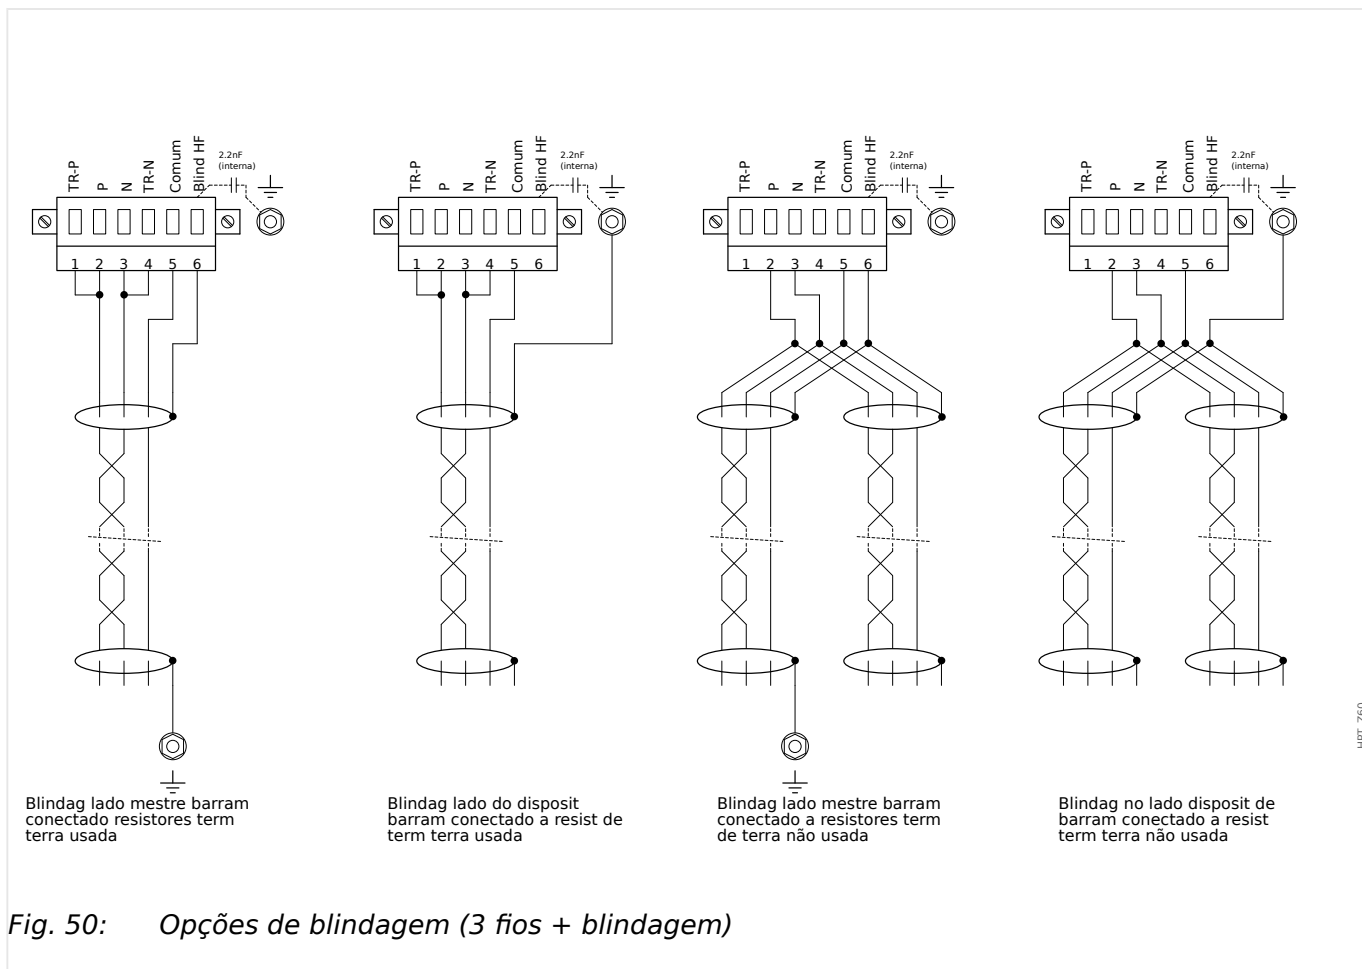 TR-P P N TR-N Comum Blind HF
2.2nF
(interna)
1 2 3 4 5 6
TR-P P N TR-N Comum Blind HF
2.2nF
(interna)
1 2 3 4 5 6
TR-P P N TR-N Comum Blind HF
2.2nF
(interna)
1 2 3 4 5 6
TR-P P N TR-N Comum Blind HF
2.2nF
(interna)
1 2 3 4 5 6
Blindag lado mestre barram
conectado resistores term
terra usada
Blindag lado do disposit
barram conectado a resist de
term terra usada
Blindag lado mestre barram
conectado a resistores term
de terra não usada
Blindag no lado disposit de
barram conectado a resist
term terra não usada
Fig. 50: Opções de blindagem (3 fios + blindagem)